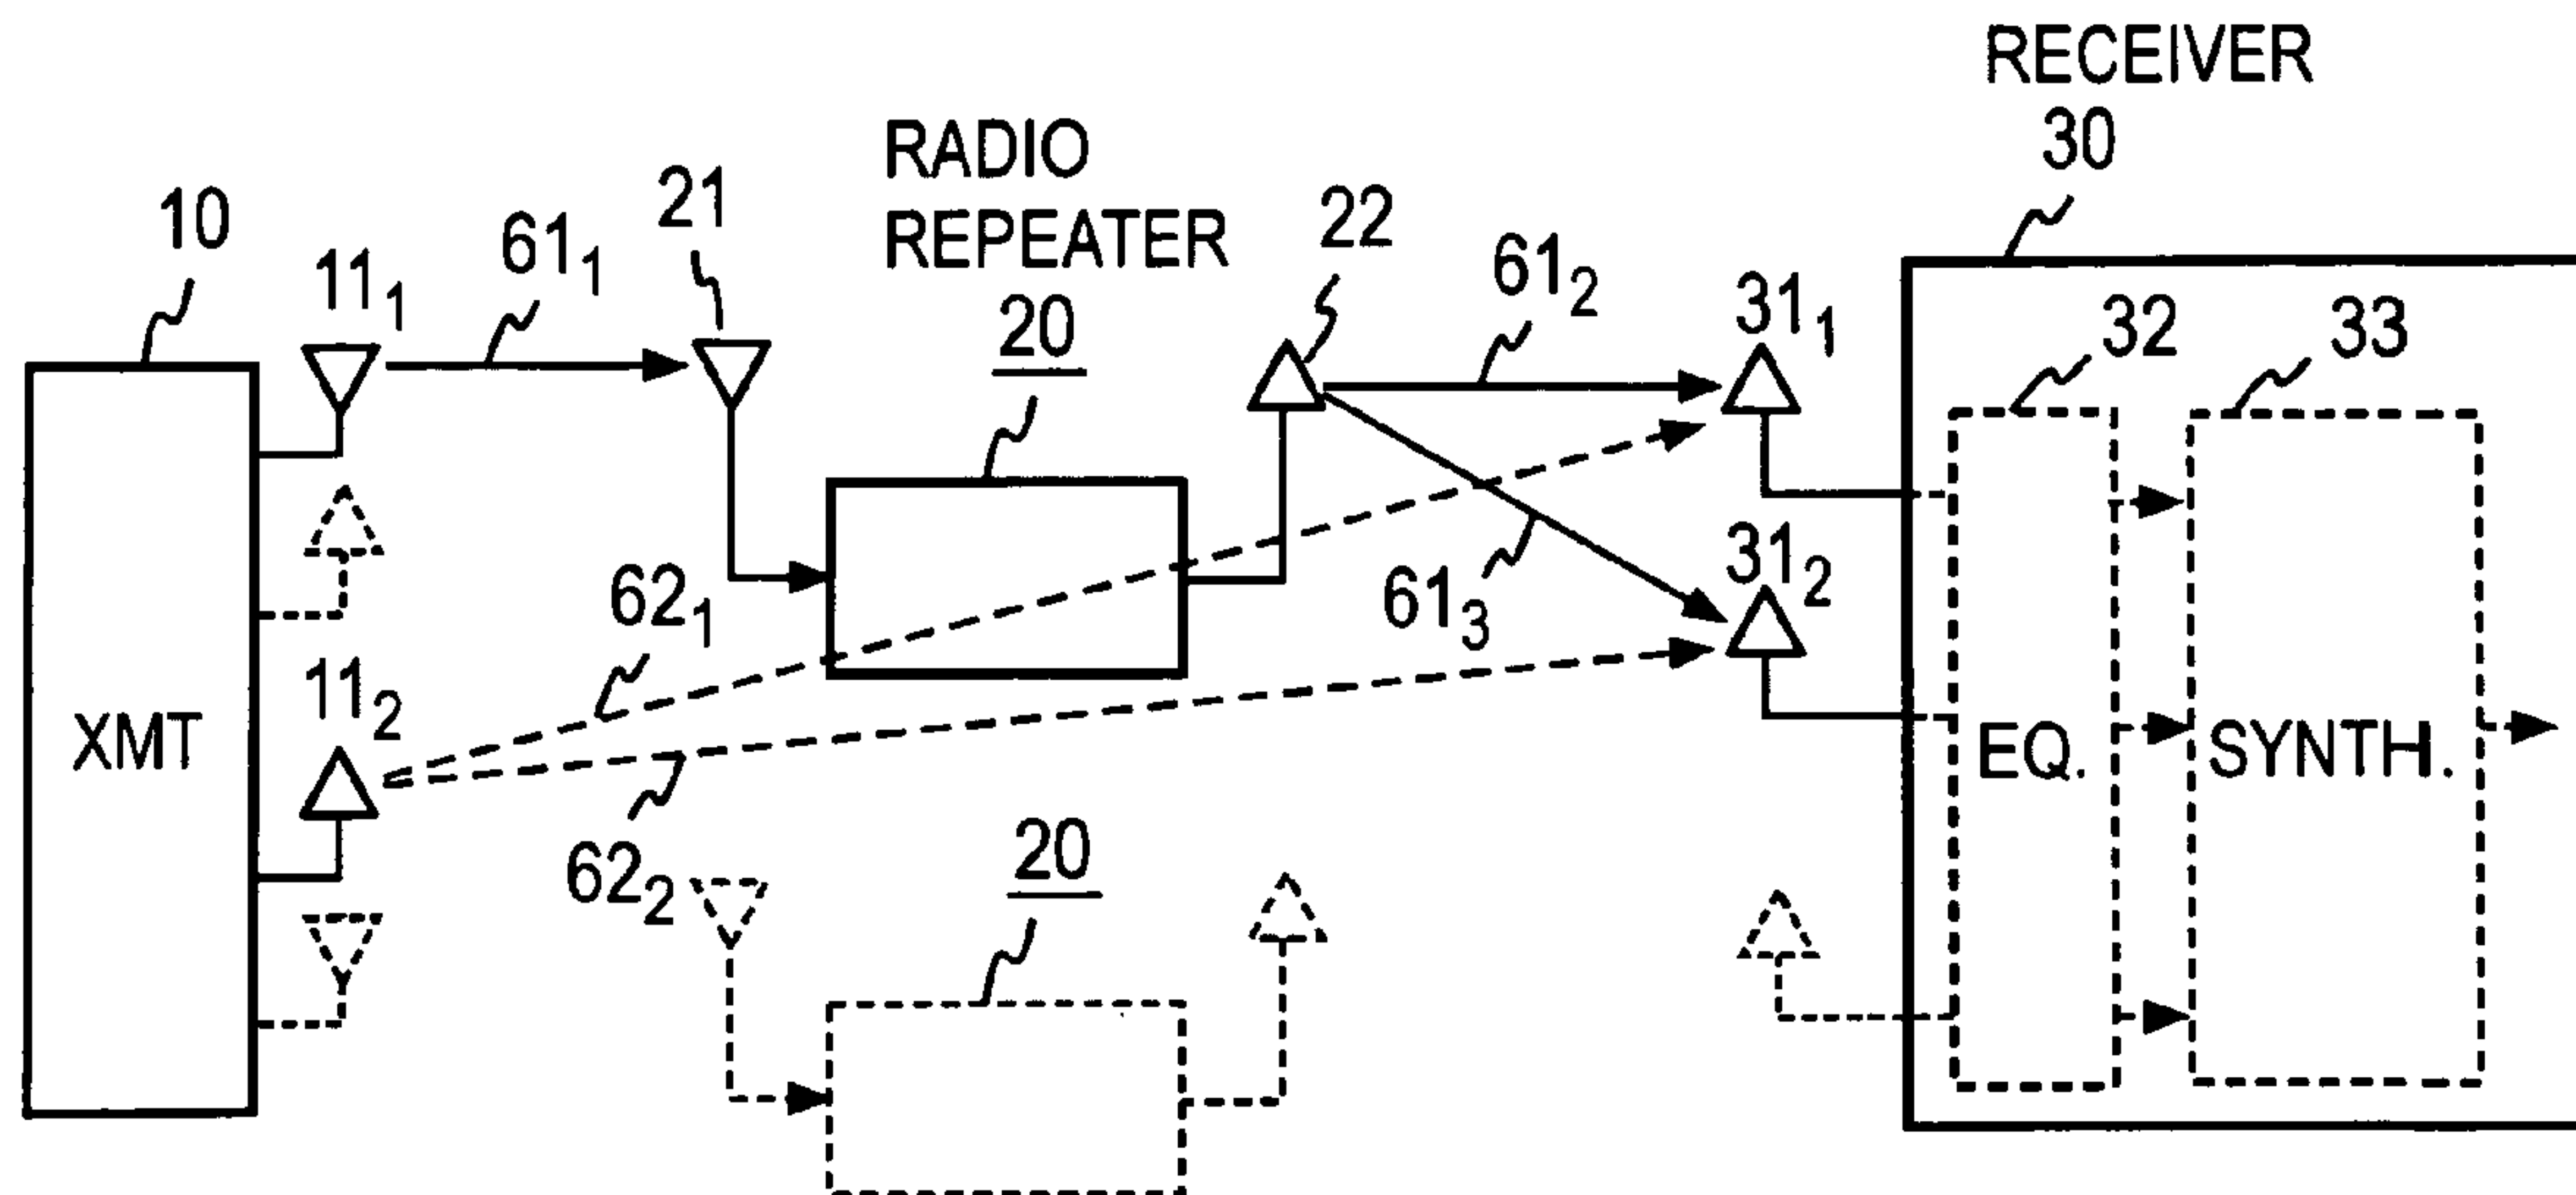 RECEIVER
30
RADIO
REPEATER
20
10
11₁
61₁
21
22
61₂
31₁
32
33
62₁
61₃
31₂
11₂
XMT
EQ.
SYNTH.
62₂
20